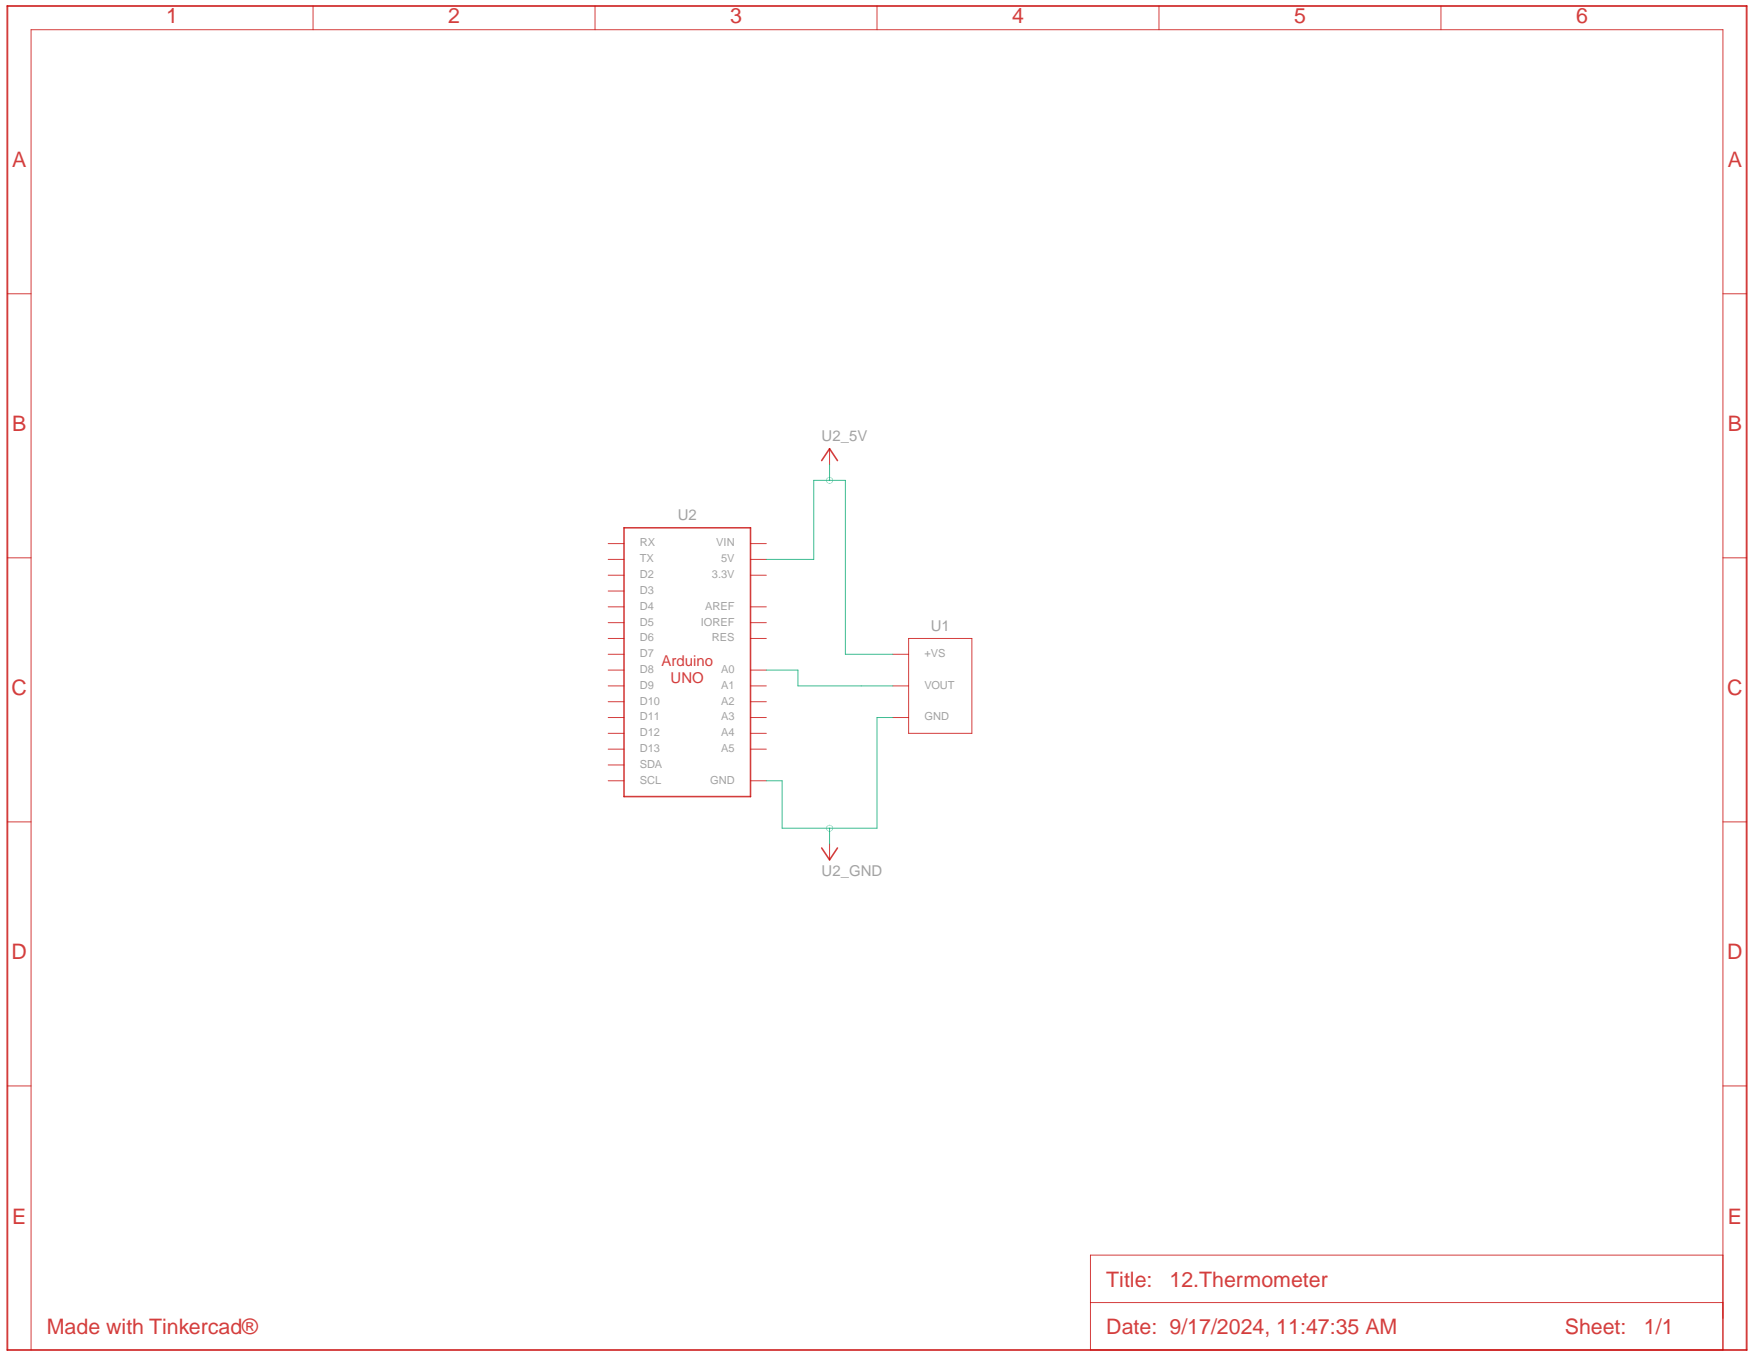 1 2 3 4 5 6
A A
B B
U2_5V
U2
RX VIN
TX 5V
D2 3.3V
D3
D4 AREF
D5 IOREF
D6 RES
D7
D8 A0
D9 A1
D10 A2
D11 A3
D12 A4
D13 A5
SDA
SCL GND
Arduino
UNO
U1
+VS
VOUT
GND
C C
U2_GND
D D
E E
Title: 12.Thermometer
Made with Tinkercad®
Date: 9/17/2024, 11:47:35 AM Sheet: 1/1